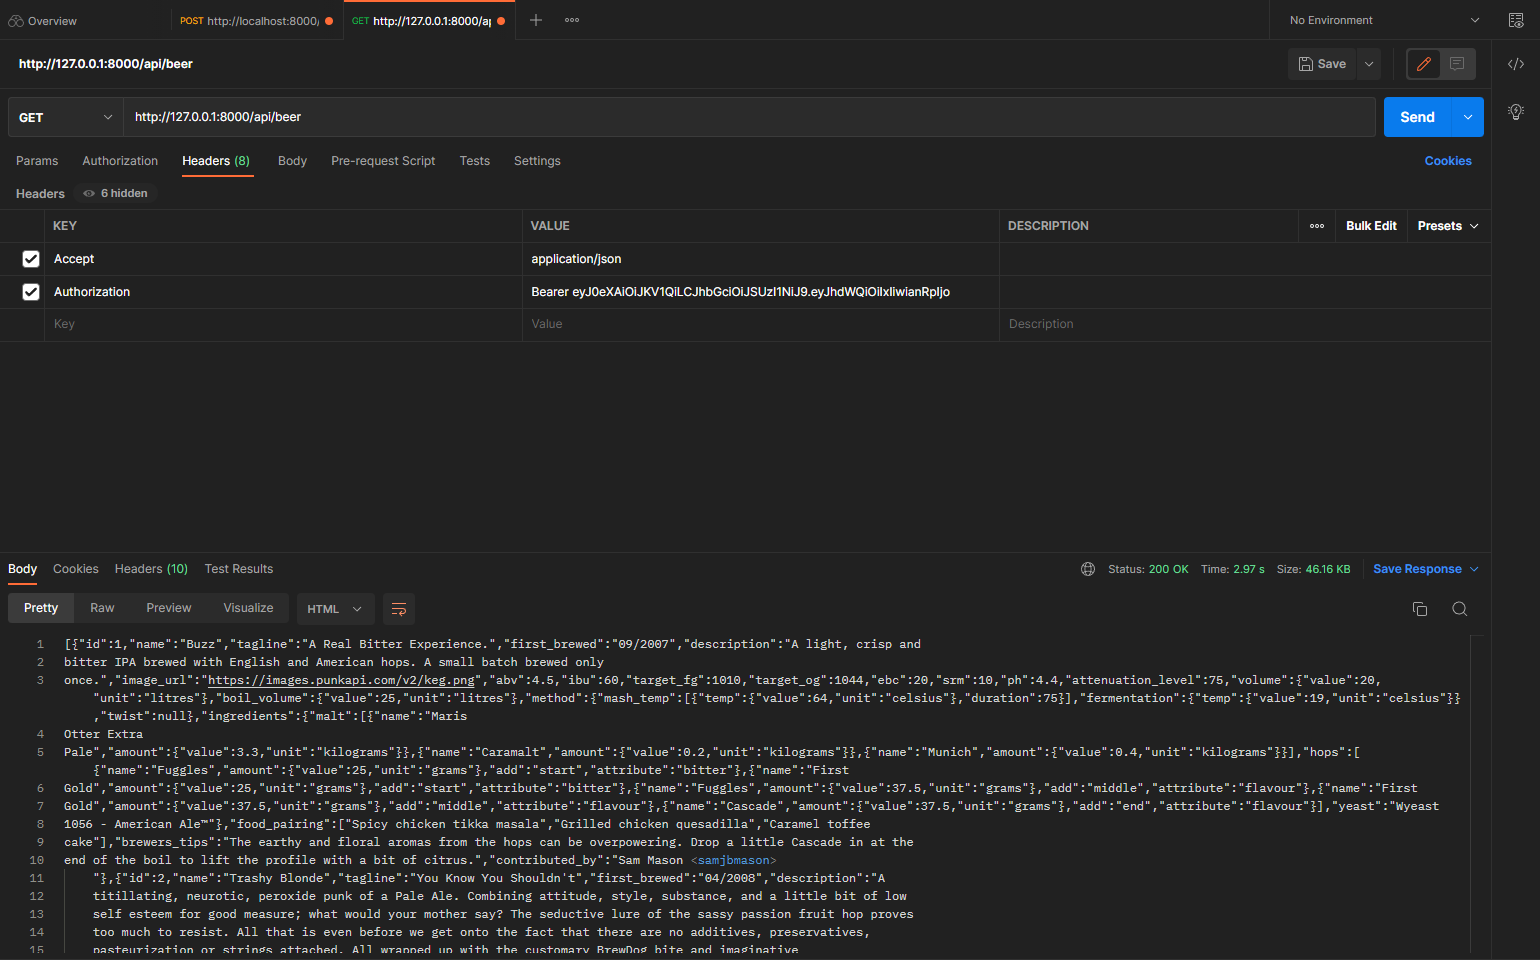 Overview
POST http://localhost:8000/
GET http://127.0.0.1:8000/ap
No Environment
http://127.0.0.1:8000/api/beer
Save
GET
http://127.0.0.1:8000/api/beer
Send
Params
Authorization
Headers (8)
Body
Pre-request Script
Tests
Settings
Cookies
Headers
6 hidden
KEY
VALUE
DESCRIPTION
Bulk Edit
Presets
Accept
application/json
Authorization
Bearer eyJ0eXAiOiJKV1QiLCJhbGciOiJSUzI1NiJ9.eyJhdWQiOiIxIiwianRpIjo
Key
Value
Description
Body
Cookies
Headers (10)
Test Results
Status: 200 OK
Time: 2.97 s
Size: 46.16 KB
Save Response
Pretty
Raw
Preview
Visualize
HTML
1 [{"id":1,"name":"Buzz","tagline":"A Real Bitter Experience.","first_brewed":"09/2007","description":"A light, crisp and
2 bitter IPA brewed with English and American hops. A small batch brewed only
3 once.","image_url":"https://images.punkapi.com/v2/keg.png","abv":4.5,"ibu":60,"target_fg":1010,"target_og":1044,"ebc":20,"srm":10,"ph":4.4,"attenuation_level":75,"volume":{"value":20,
"unit":"litres"},"boil_volume":{"value":25,"unit":"litres"},"method":{"mash_temp":[{"temp":{"value":64,"unit":"celsius"},"duration":75}],"fermentation":{"temp":{"value":19,"unit":"celsius"}}
,"twist":null},"ingredients":{"malt":[{"name":"Maris
4 Otter Extra
5 Pale","amount":{"value":3.3,"unit":"kilograms"}},{"name":"Caramalt","amount":{"value":0.2,"unit":"kilograms"}},{"name":"Munich","amount":{"value":0.4,"unit":"kilograms"}}],"hops":[
{"name":"Fuggles","amount":{"value":25,"unit":"grams"},"add":"start","attribute":"bitter"},{"name":"First
6 Gold","amount":{"value":25,"unit":"grams"},"add":"start","attribute":"bitter"},{"name":"Fuggles","amount":{"value":37.5,"unit":"grams"},"add":"middle","attribute":"flavour"},{"name":"First
7 Gold","amount":{"value":37.5,"unit":"grams"},"add":"middle","attribute":"flavour"},{"name":"Cascade","amount":{"value":37.5,"unit":"grams"},"add":"end","attribute":"flavour"}],"yeast":"Wyeast
8 1056 - American Ale™"},"food_pairing":["Spicy chicken tikka masala","Grilled chicken quesadilla","Caramel toffee
9 cake"],"brewers_tips":"The earthy and floral aromas from the hops can be overpowering. Drop a little Cascade in at the
10 end of the boil to lift the profile with a bit of citrus.","contributed_by":"Sam Mason <samjbmason>
11 "},{"id":2,"name":"Trashy Blonde","tagline":"You Know You Shouldn't","first_brewed":"04/2008","description":"A
12 titillating, neurotic, peroxide punk of a Pale Ale. Combining attitude, style, substance, and a little bit of low
13 self esteem for good measure; what would your mother say? The seductive lure of the sassy passion fruit hop proves
14 too much to resist. All that is even before we get onto the fact that there are no additives, preservatives,
15 pasteurization or strings attached. All wrapped up with the customary BrewDog bite and imaginative